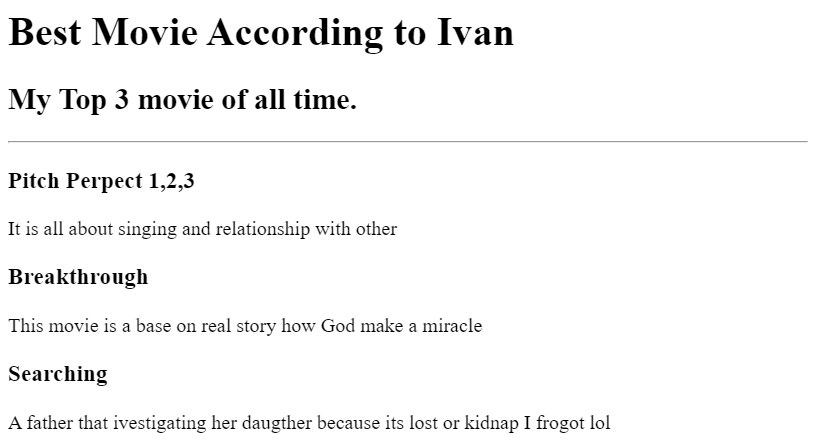 Best Movie According to Ivan
My Top 3 movie of all time.
Pitch Perpect 1,2,3
It is all about singing and relationship with other
Breakthrough
This movie is a base on real story how God make a miracle
Searching
A father that ivestigating her daugther because its lost or kidnap I frogot lol